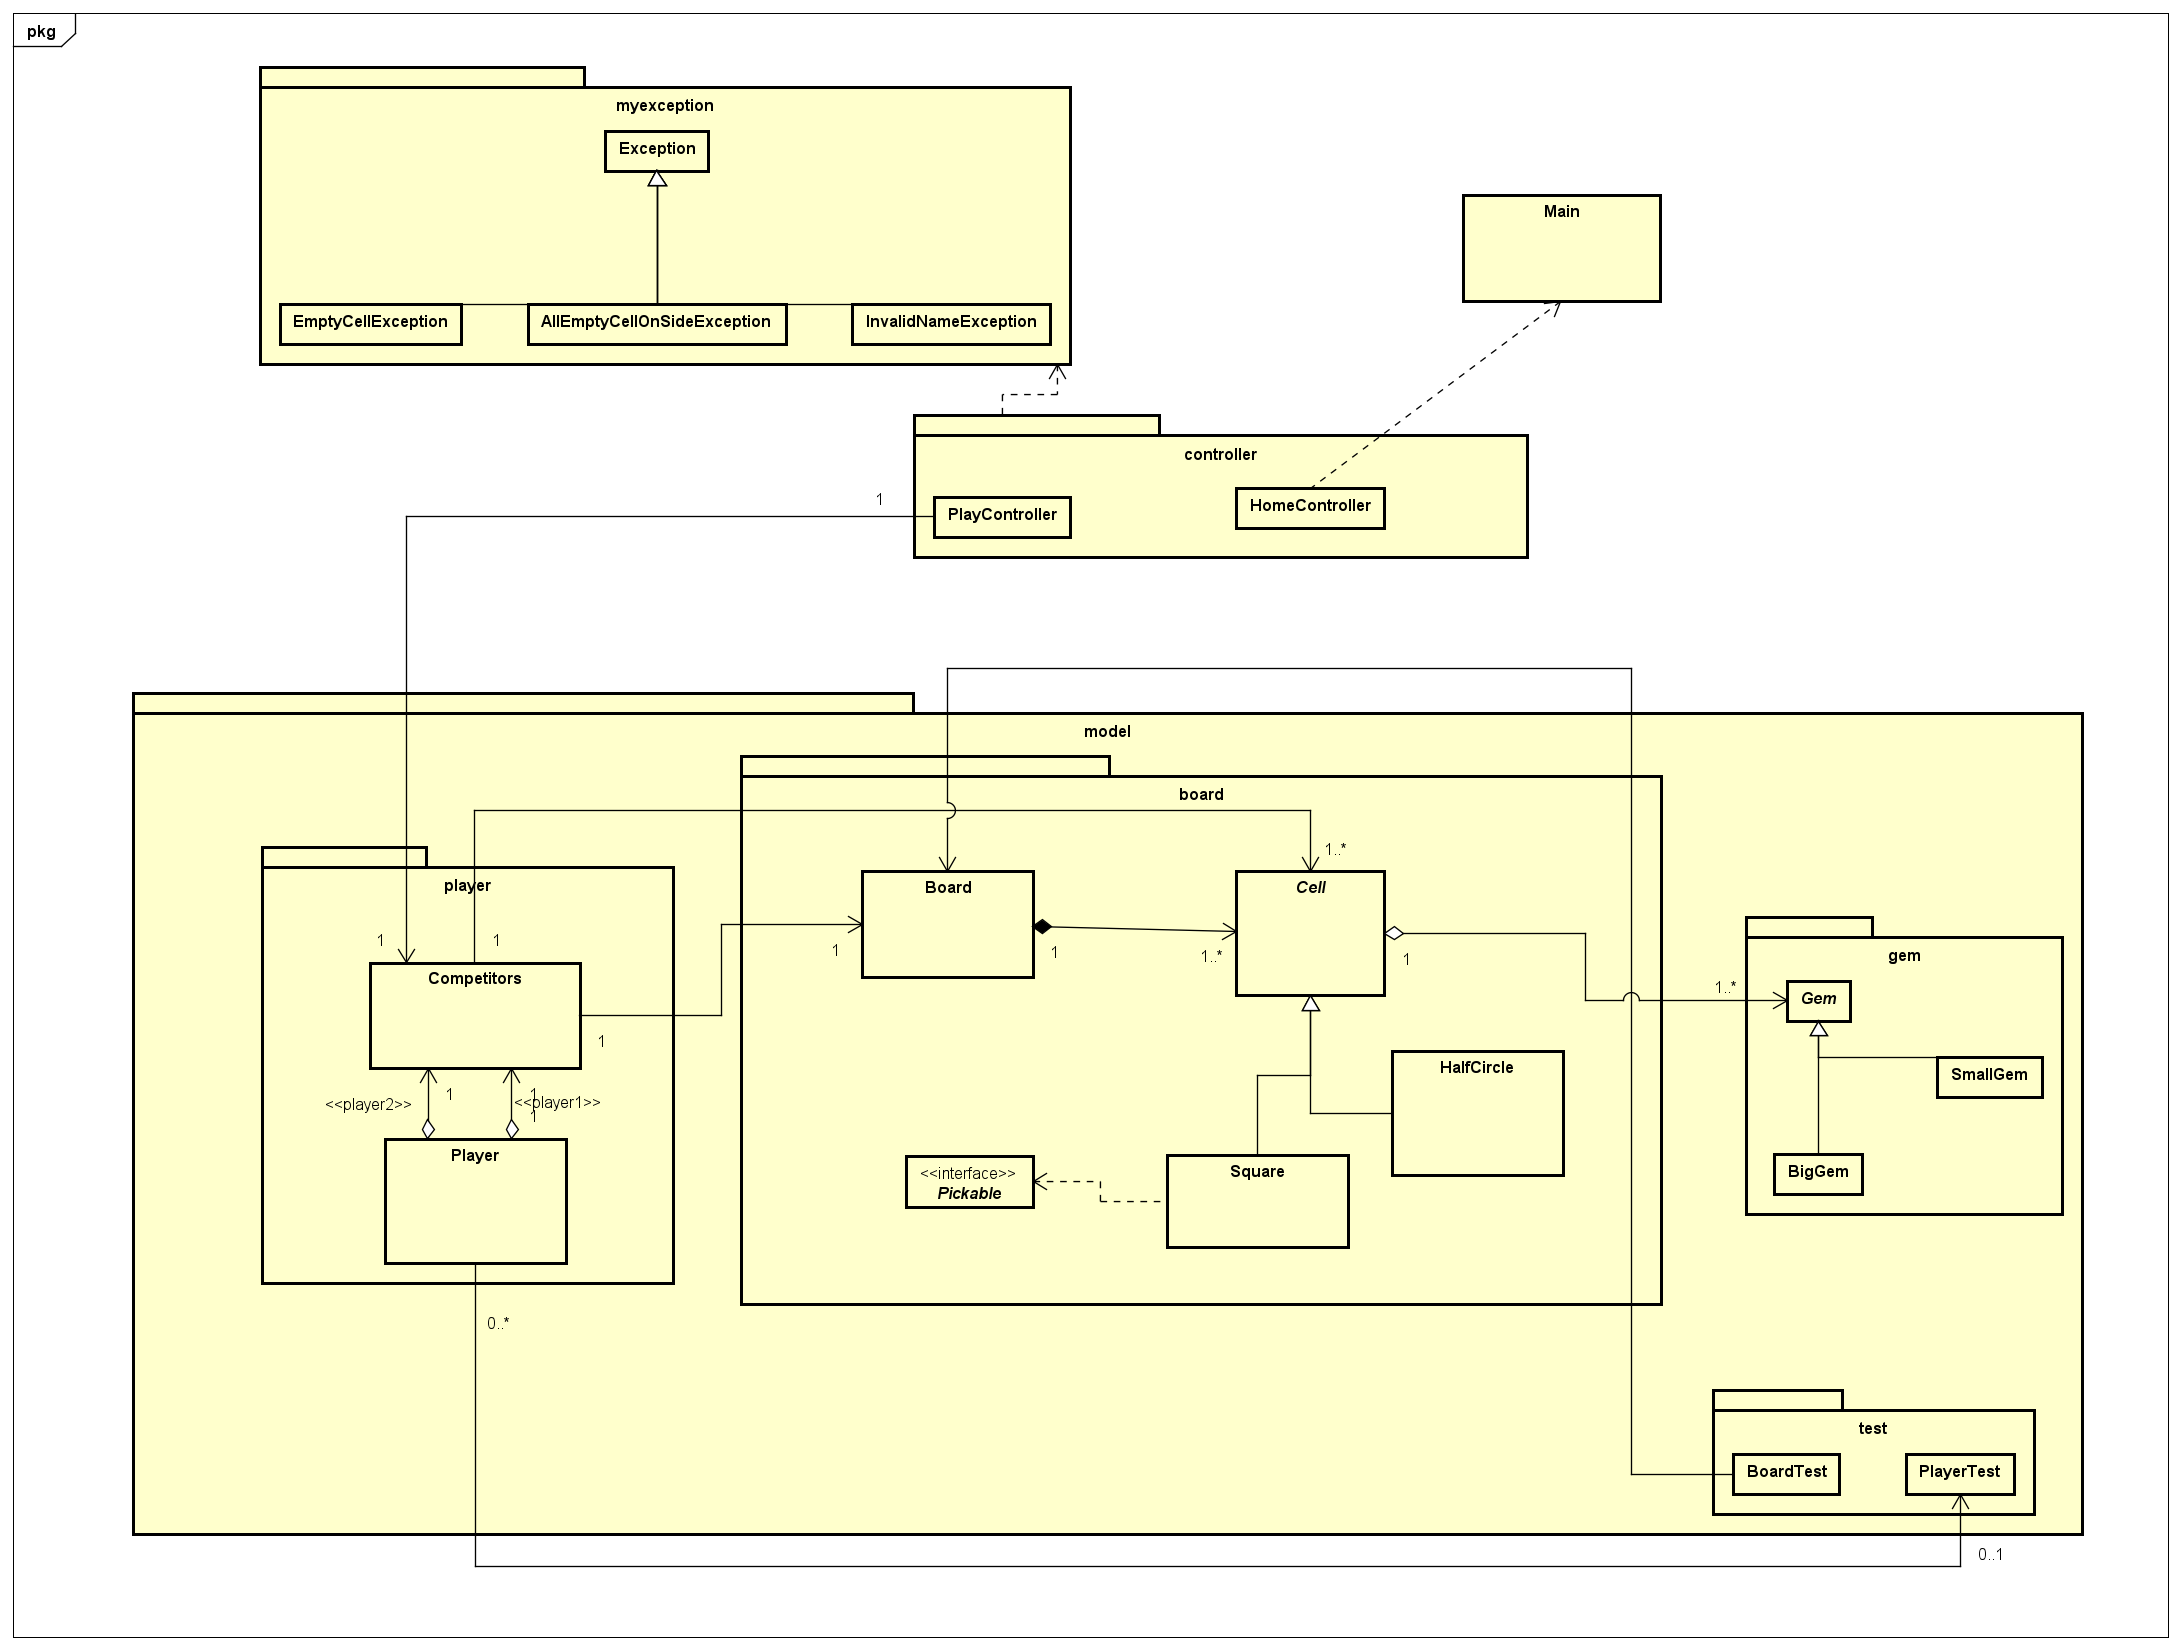 pkg
myexception
Exception
EmptyCellException
AllEmptyCellOnSideException
InvalidNameException
Main
controller
1
PlayController
HomeController
model
board
player
1..*
Board
Cell
1
1
1
1
1..*
1
gem
1..*
Gem
Competitors
1
HalfCircle
SmallGem
<<player2>>
1
1
<<player1>>
1
Player
<<interface>>
Pickable
Square
BigGem
0..*
test
BoardTest
PlayerTest
0..1